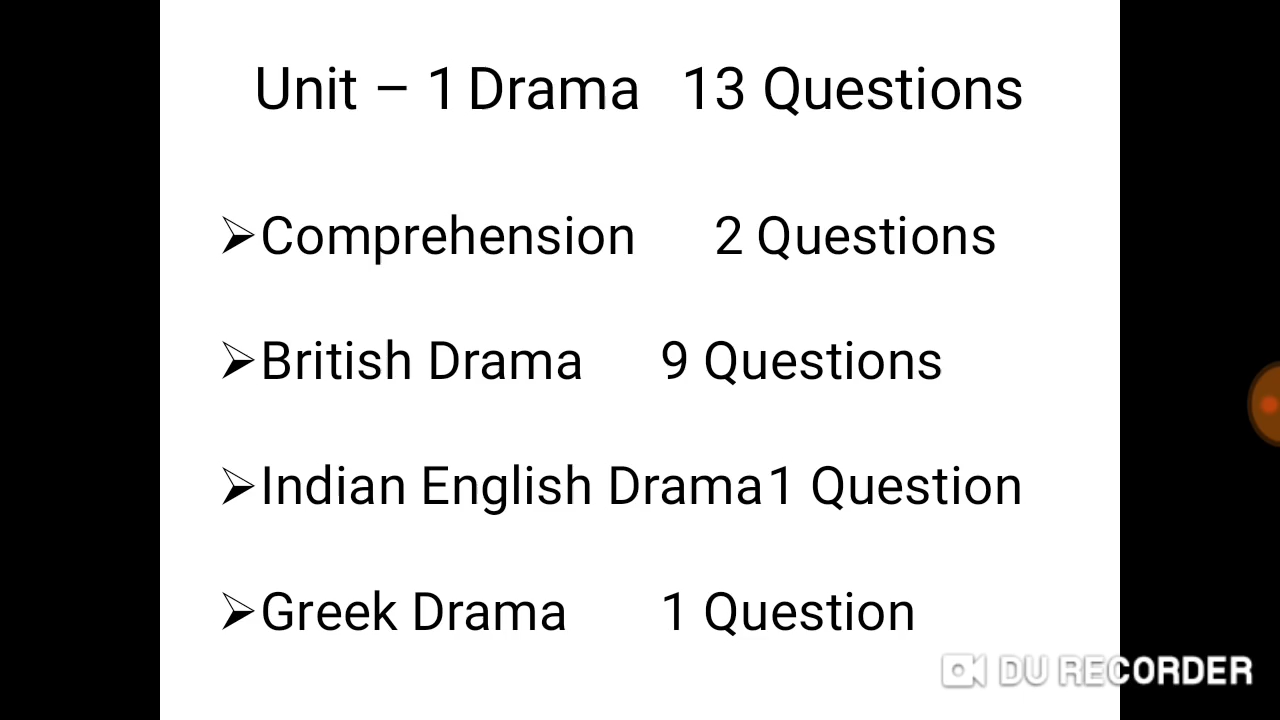 Unit – 1 Drama 13 Questions
➢Comprehension 2 Questions
➢British Drama 9 Questions
➢Indian English Drama1 Question
➢Greek Drama 1 Question
DU RECORDER